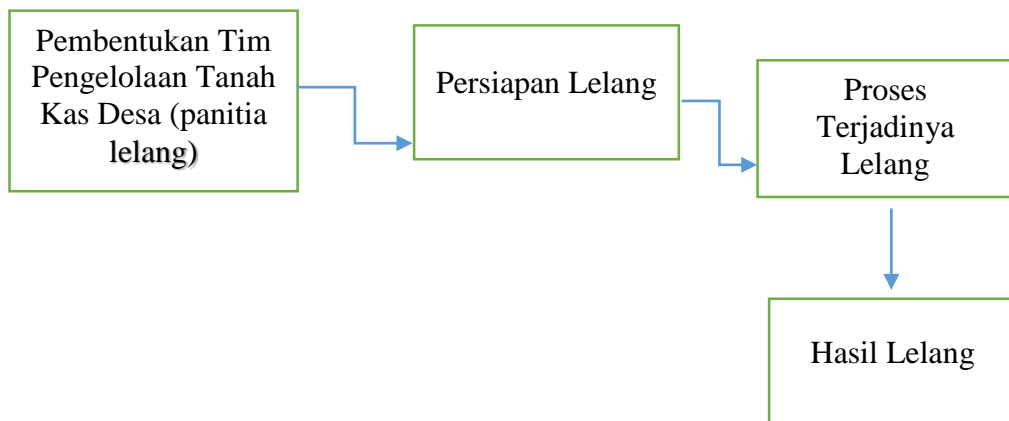 Pembentukan Tim
Pengelolaan Tanah
Kas Desa (panitia
lelang)
Persiapan Lelang
Proses
Terjadinya
Lelang
Hasil Lelang